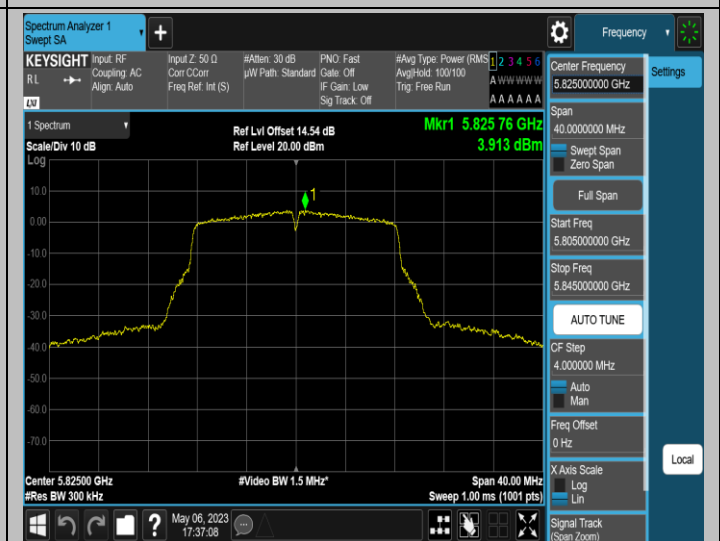 Spectrum Analyzer 1
Swept SA
+
Frequency
KEYSIGHT
RL
LXI
Input: RF
Coupling: AC
Align: Auto
Input Z: 50 Ω
Corr CCorr
Freq Ref: Int (S)
#Atten: 30 dB
µW Path: Standard
PNO: Fast
Gate: Off
IF Gain: Low
Sig Track: Off
#Avg Type: Power (RMS
Avg|Hold: 100/100
Trig: Free Run
1 2 3 4 5 6
A W W W W W
A A A A A A
1 Spectrum
Scale/Div 10 dB
Log
Ref Lvl Offset 14.54 dB
Ref Level 20.00 dBm
Mkr1 5.825 76 GHz
3.913 dBm
1
10.0
0.00
-10.0
-20.0
-30.0
-40.0
-50.0
-60.0
-70.0
Center 5.82500 GHz
#Res BW 300 kHz
#Video BW 1.5 MHz*
Span 40.00 MHz
Sweep 1.00 ms (1001 pts)
Center Frequency
5.825000000 GHz
Settings
Span
40.0000000 MHz
Swept Span
Zero Span
Full Span
Start Freq
5.805000000 GHz
Stop Freq
5.845000000 GHz
AUTO TUNE
CF Step
4.000000 MHz
Auto
Man
Freq Offset
0 Hz
X Axis Scale
Log
Lin
Local
Signal Track
(Span Zoom)
?
May 06, 2023
17:37:08